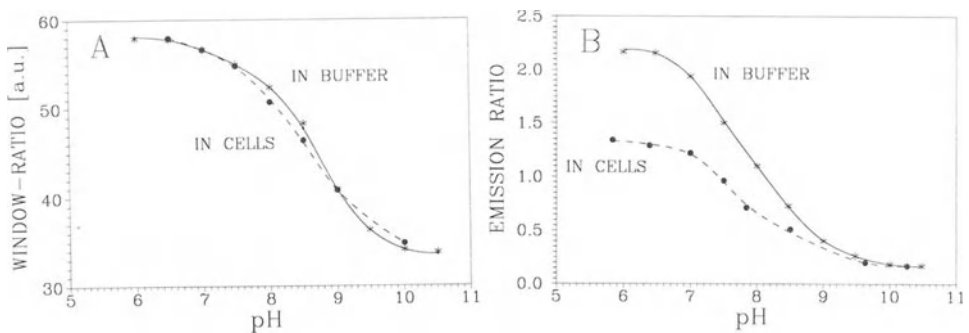 60
50
40
30
WINDOW-RATIO [a.u.]
A
IN BUFFER
IN CELLS
5 6 7 8 9 10 11
pH
2.5
2.0
1.5
1.0
0.5
0.0
EMISSION RATIO
B
IN BUFFER
IN CELLS
5 6 7 8 9 10 11
pH